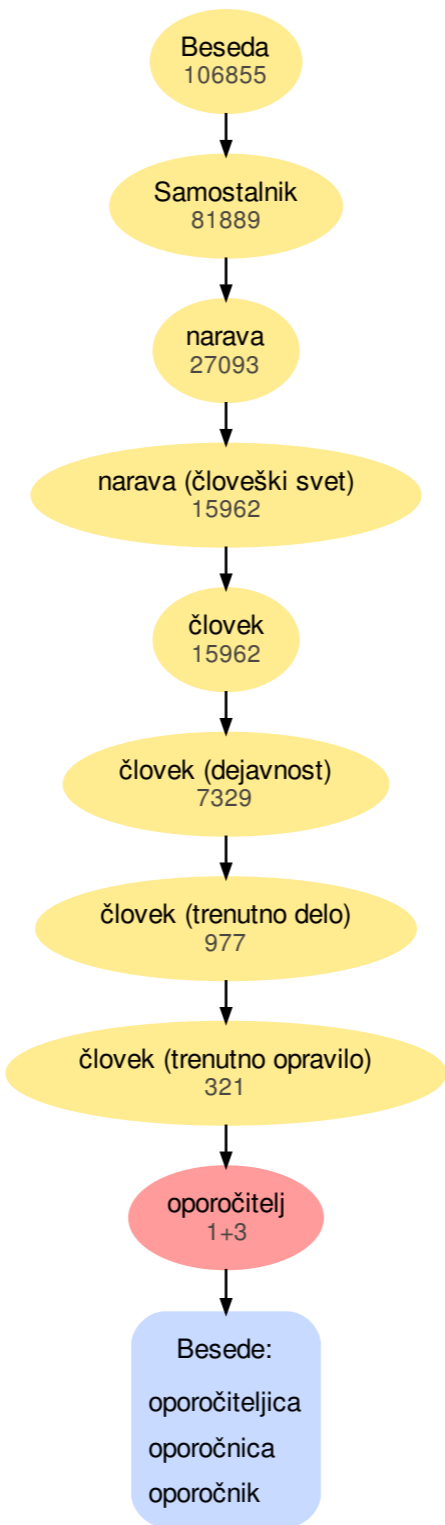 Beseda
106855
Samostalnik
81889
narava
27093
narava (človeški svet)
15962
človek
15962
človek (dejavnost)
7329
človek (trenutno delo)
977
človek (trenutno opravilo)
321
oporočitelj
1+3
Besede:
oporočiteljica
oporočnica
oporočnik